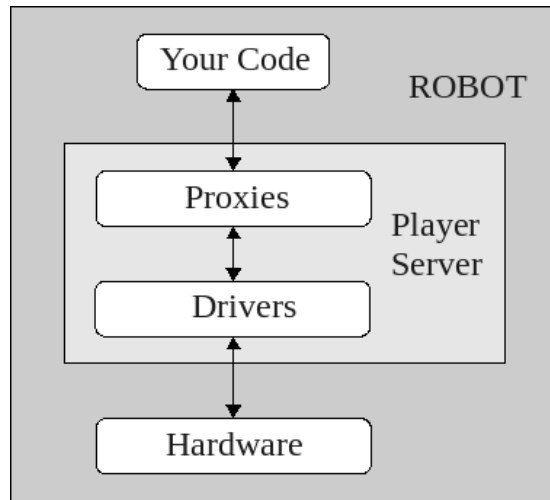 Your Code
ROBOT
Proxies
Player
Server
Drivers
Hardware